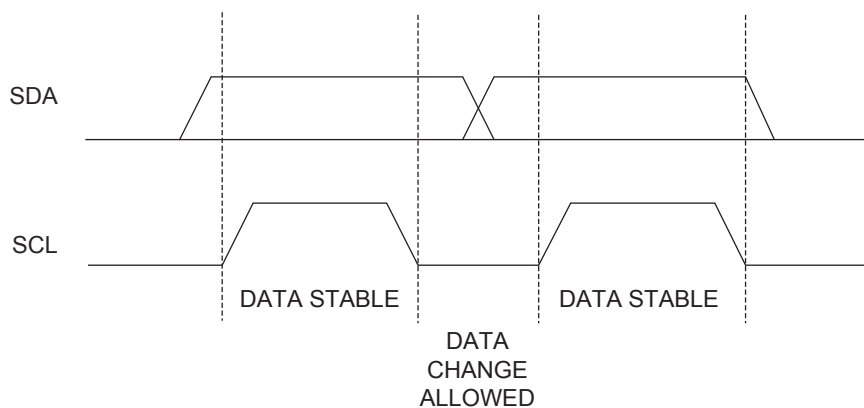 SDA
SCL
DATA STABLE
DATA STABLE
DATA
CHANGE
ALLOWED